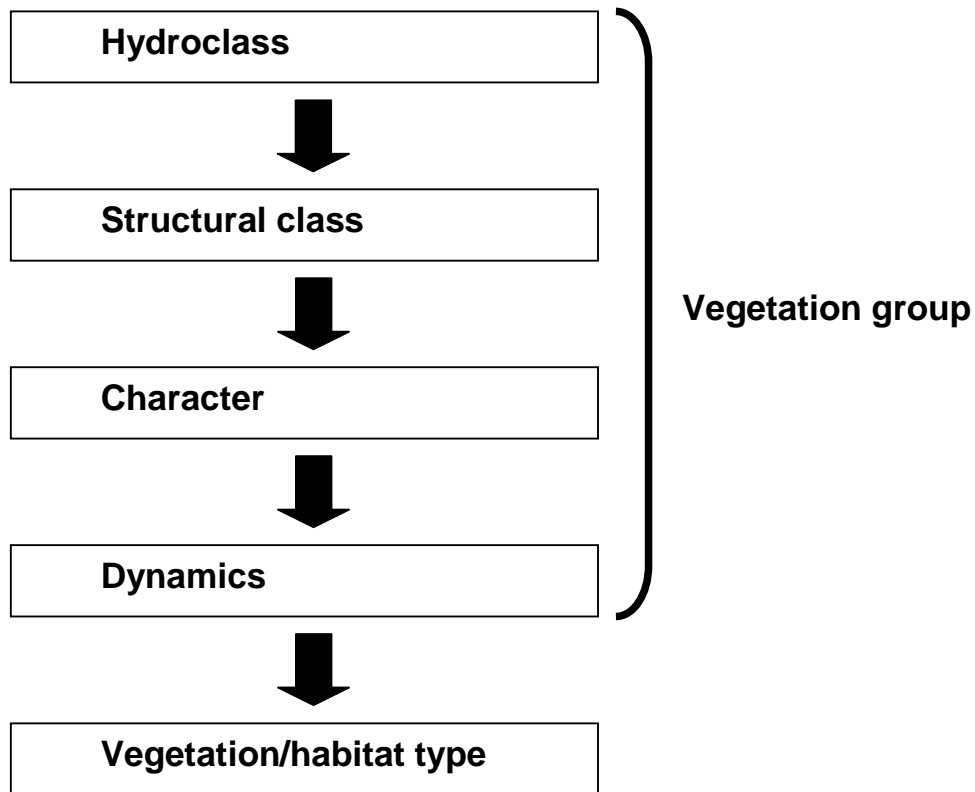 Hydroclass
Structural class
Vegetation group
Character
Dynamics
Vegetation/habitat type